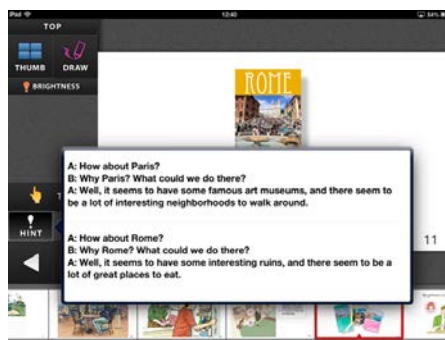 iPad 12:40 54%
TOP
THUMB DRAW
BRIGHTNESS
ROME
A: How about Paris?
B: Why Paris? What could we do there?
A: Well, it seems to have some famous art museums, and there seem to
be a lot of interesting neighborhoods to walk around.
A: How about Rome?
B: Why Rome? What could we do there?
A: Well, it seems to have some interesting ruins, and there seem to be a
lot of great places to eat.
HINT
11